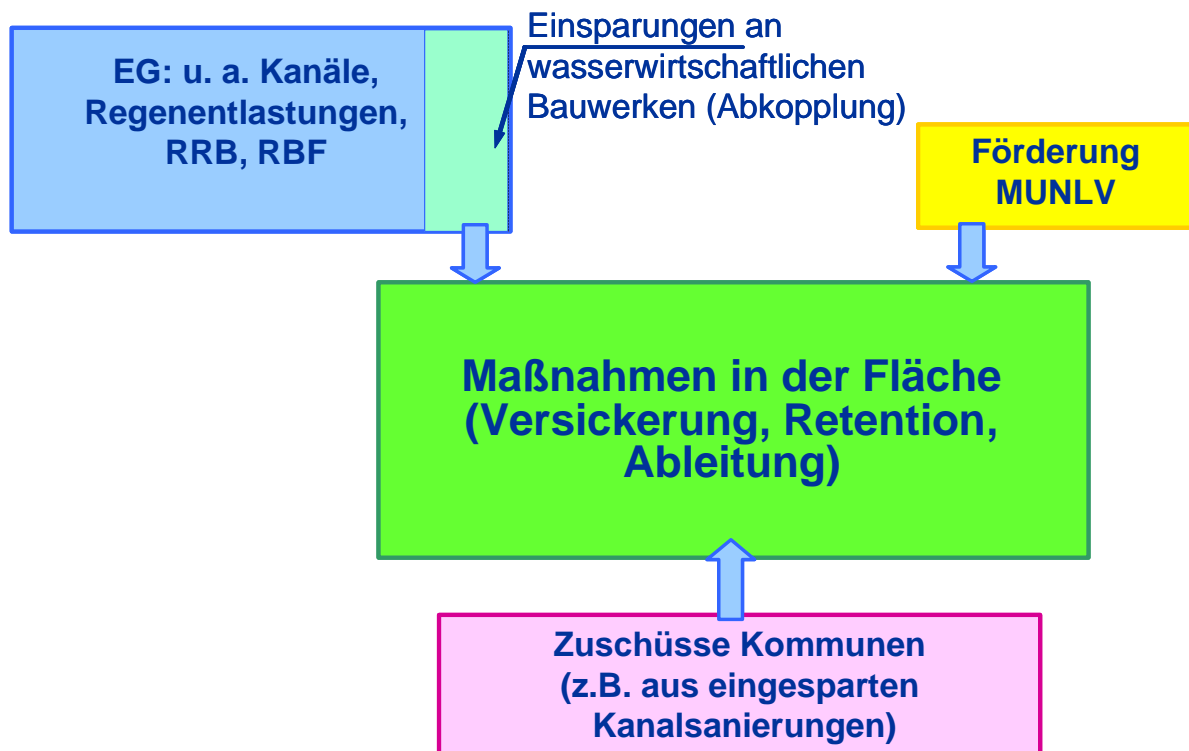 EG: u. a. Kanäle,
Regenentlastungen,
RRB, RBF
Einsparungen an
wasserwirtschaftlichen
Bauwerken (Abkopplung)
Förderung
MUNLV
Maßnahmen in der Fläche
(Versickerung, Retention,
Ableitung)
Zuschüsse Kommunen
(z.B. aus eingesparten
Kanalsanierungen)